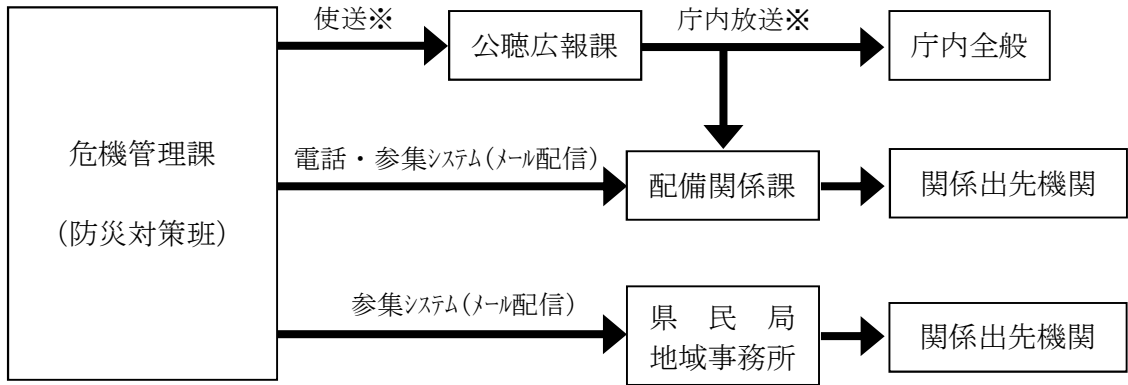 使送※
公聴広報課
庁内放送※
庁内全般
危機管理課
(防災対策班)
電話・参集ｼｽﾃﾑ(ﾒｰﾙ配信)
配備関係課
関係出先機関
参集ｼｽﾃﾑ(ﾒｰﾙ配信)
県　民　局
地域事務所
関係出先機関